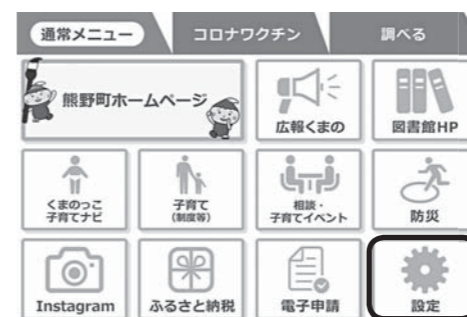 通常メニュー
コロナワクチン
調べる
熊野町ホームページ
広報くまの
図書館HP
くまのっこ
子育てナビ
子育て
(制度等)
相談・
子育てイベント
防災
Instagram
ふるさと納税
電子申請
設定